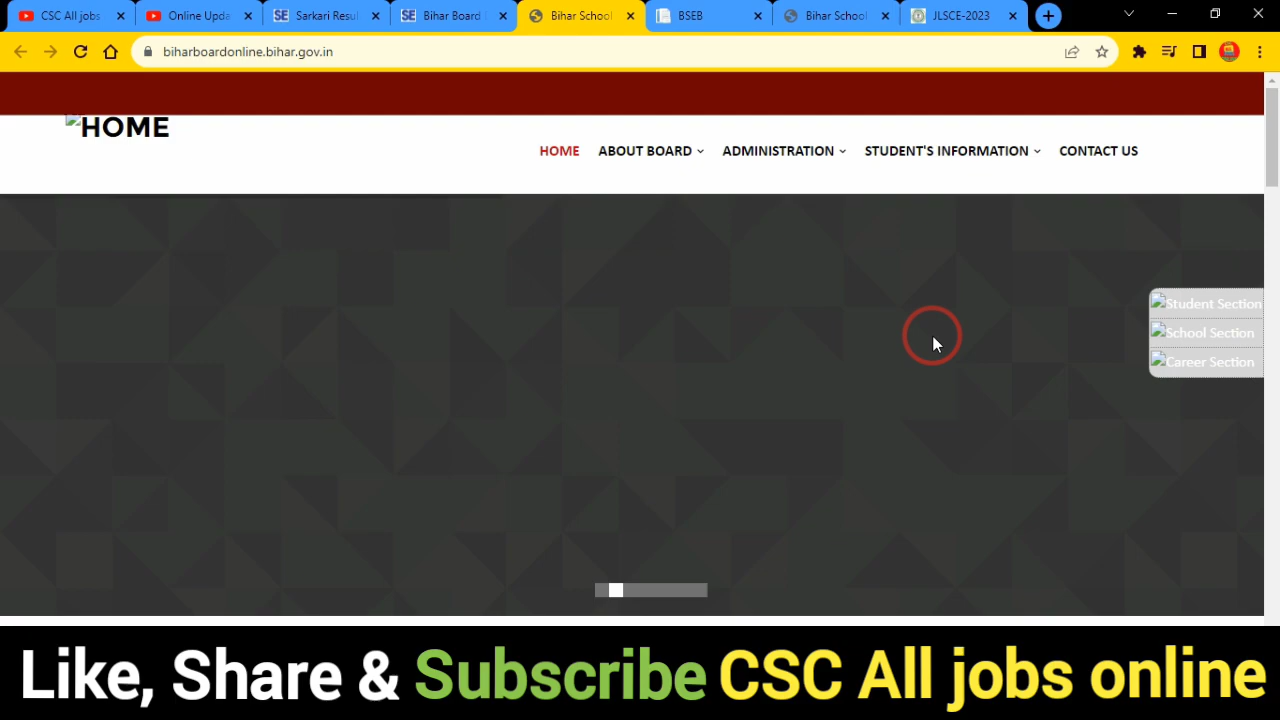 CSC All jobs
Online Upda
Sarkari Resul
Bihar Board
Bihar School
BSEB
Bihar School
JLSCE-2023
biharboardonline.bihar.gov.in
HOME
HOME ABOUT BOARD ADMINISTRATION STUDENT'S INFORMATION CONTACT US
Student Section
School Section
Career Section
Like, Share & Subscribe CSC All jobs online